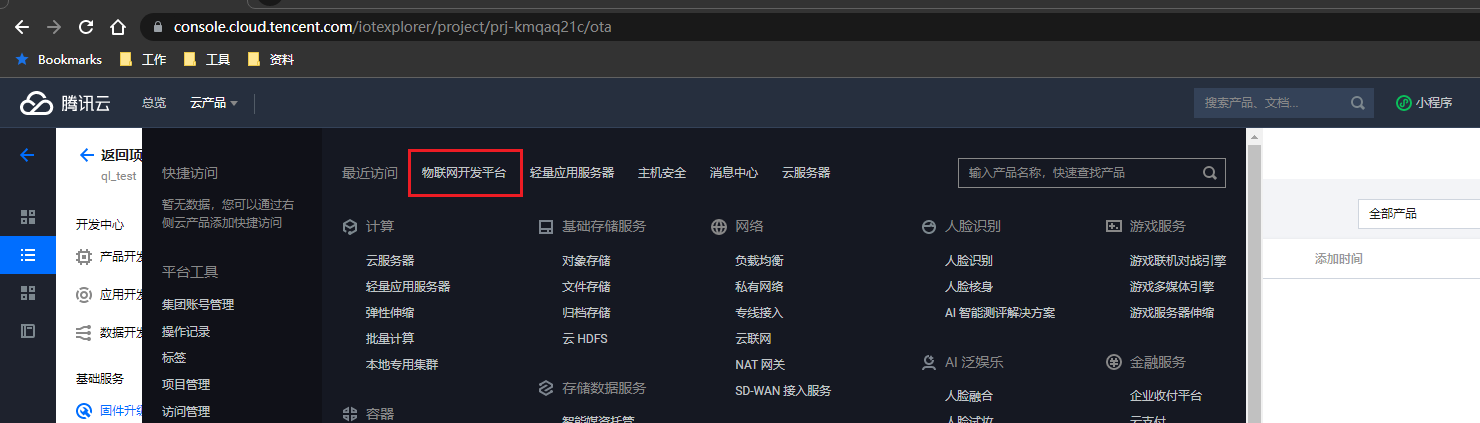 console.cloud.tencent.com/iotexplorer/project/prj-kmqaq21c/ota
Bookmarks 工作 工具 资料
腾讯云 总览 云产品 搜索产品、文档... 小程序
返回项
ql_test
开发中心
产品开发
应用开发
数据开发
基础服务
固件升级
快捷访问
暂无数据，您可以通过右
侧云产品添加快捷访问
平台工具
集团账号管理
操作记录
标签
项目管理
访问管理
最近访问 物联网开发平台 轻量应用服务器 主机安全 消息中心 云服务器
输入产品名称，快速查找产品
计算
云服务器
轻量应用服务器
弹性伸缩
批量计算
本地专用集群
容器
基础存储服务
对象存储
文件存储
归档存储
云 HDFS
存储数据服务
智能媒资托管
网络
负载均衡
私有网络
专线接入
云联网
NAT 网关
SD-WAN 接入服务
人脸识别
人脸识别
人脸核身
AI 智能测评解决方案
AI 泛娱乐
人脸融合
人脸试妆
游戏服务
游戏联机对战引擎
游戏多媒体引擎
游戏服务器伸缩
金融服务
企业收付平台
云支付
全部产品
添加时间